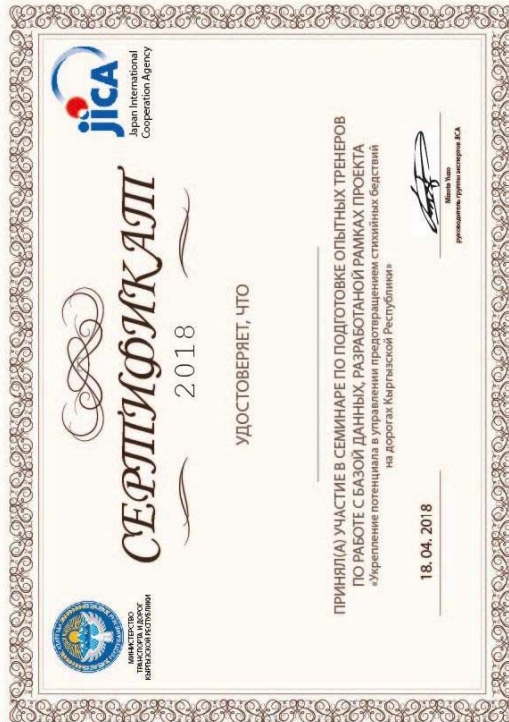 МИНИСТЕРСТВО
ТРАНСПОРТА И ДОРОГ
КЫРГЫЗСКОЙ РЕСПУБЛИКИ
JICA
Japan International
Cooperation Agency
СЕРТИФИКАТ
2018
УДОСТОВЕРЯЕТ, ЧТО
ПРИНЯЛ(А) УЧАСТИЕ В СЕМИНАРЕ ПО ПОДГОТОВКЕ ОПЫТНЫХ ТРЕНЕРОВ
ПО РАБОТЕ С БАЗОЙ ДАННЫХ, РАЗРАБОТАНОЙ РАМКАХ ПРОЕКТА
«Укрепление потенциала в управлении предотвращением стихийных бедствий
на дорогах Кыргызской Республики»
18. 04. 2018
руководитель группы экспертов JICA